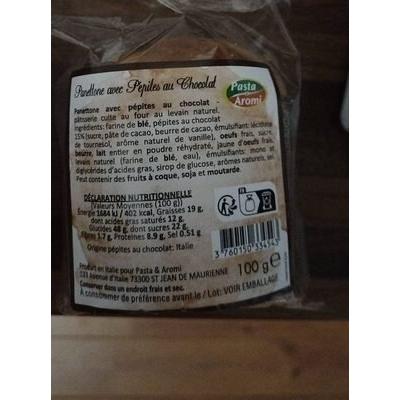 Panettone avec Pépites au Chocolat
Pasta
& Aromi
Panettone avec pépites au chocolat -
pâtisserie cuite au four au levain naturel.
Ingrédients: farine de blé, pépites au chocolat
15% (sucre, pâte de cacao, beurre de cacao, émulsifiant: lécithine
de tournesol, arôme naturel de vanille), oeufs frais, sucre,
beurre, lait entier en poudre réhydraté, jaune d'oeufs frais,
levain naturel (farine de blé, eau), émulsifiants: mono et
diglycérides d'acides gras, sirop de glucose, arômes naturels, sel.
Peut contenir des fruits à coque, soja et moutarde.
DÉCLARATION NUTRITIONNELLE
(Valeurs Moyennes (100 g))
Énergie 1684 kJ / 402 kcal, Graisses 19 g,
dont acides gras saturés 12 g,
Glucides 48 g, dont sucres 22 g,
Fibres 1.7 g, Protéines 8.9 g, Sel 0.51 g
Origine pépites au chocolat: Italie
FR
3 760150 334343
Produit en Italie pour Pasta & Aromi
131 Avenue d'Italie 73300 ST JEAN DE MAURIENNE
100 g e
Conserver dans un endroit frais et sec.
A consommer de préférence avant le / Lot: VOIR EMBALLAGE